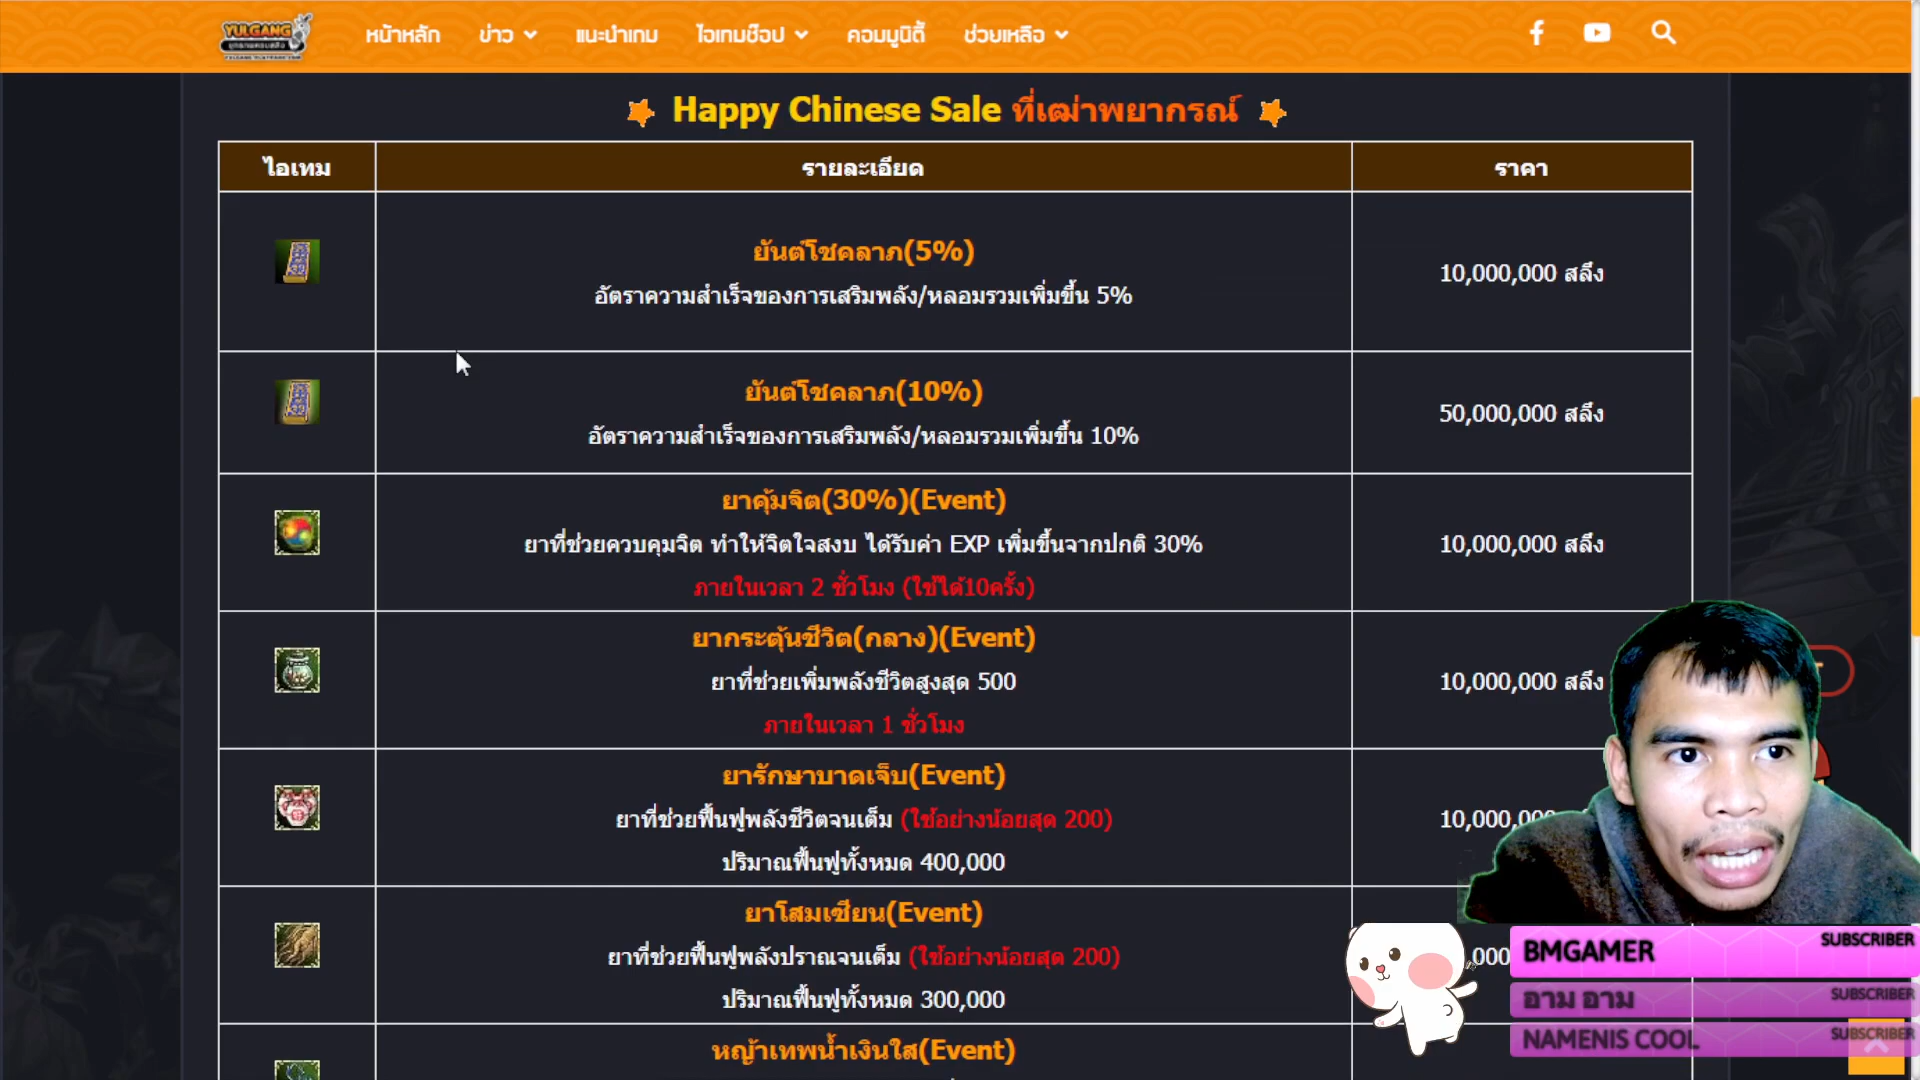 YULGANG
หน้าหลัก
ข่าว
แนะนำเกม
ไอเทมช๊อป
คอมมูนิตี้
ช่วยเหลือ
Happy Chinese Sale ที่เฒ่าพยากรณ์
ไอเทม
รายละเอียด
ราคา
ยันต์โชคลาภ(5%)
อัตราความสำเร็จของการเสริมพลัง/หลอมรวมเพิ่มขึ้น 5%
10,000,000 สลึง
ยันต์โชคลาภ(10%)
อัตราความสำเร็จของการเสริมพลัง/หลอมรวมเพิ่มขึ้น 10%
50,000,000 สลึง
ยาคุ้มจิต(30%)(Event)
ยาที่ช่วยควบคุมจิต ทำให้จิตใจสงบ ได้รับค่า EXP เพิ่มขึ้นจากปกติ 30%
ภายในเวลา 2 ชั่วโมง (ใช้ได้10ครั้ง)
10,000,000 สลึง
ยากระตุ้นชีวิต(กลาง)(Event)
ยาที่ช่วยเพิ่มพลังชีวิตสูงสุด 500
ภายในเวลา 1 ชั่วโมง
10,000,000 สลึง
ยารักษาบาดเจ็บ(Event)
ยาที่ช่วยฟื้นฟูพลังชีวิตจนเต็ม (ใช้อย่างน้อยสุด 200)
ปริมาณฟื้นฟูทั้งหมด 400,000
10,000,00
ยาโสมเซียน(Event)
ยาที่ช่วยฟื้นฟูพลังปราณจนเต็ม (ใช้อย่างน้อยสุด 200)
ปริมาณฟื้นฟูทั้งหมด 300,000
,000
หญ้าเทพน้ำเงินใส(Event)
BMGAMER SUBSCRIBER
อาม อาม SUBSCRIBER
NAMENIS COOL SUBSCRIBER